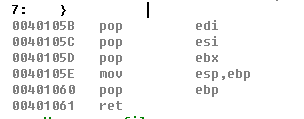 7: }
0040105B pop edi
0040105C pop esi
0040105D pop ebx
0040105E mov esp,ebp
00401060 pop ebp
00401061 ret